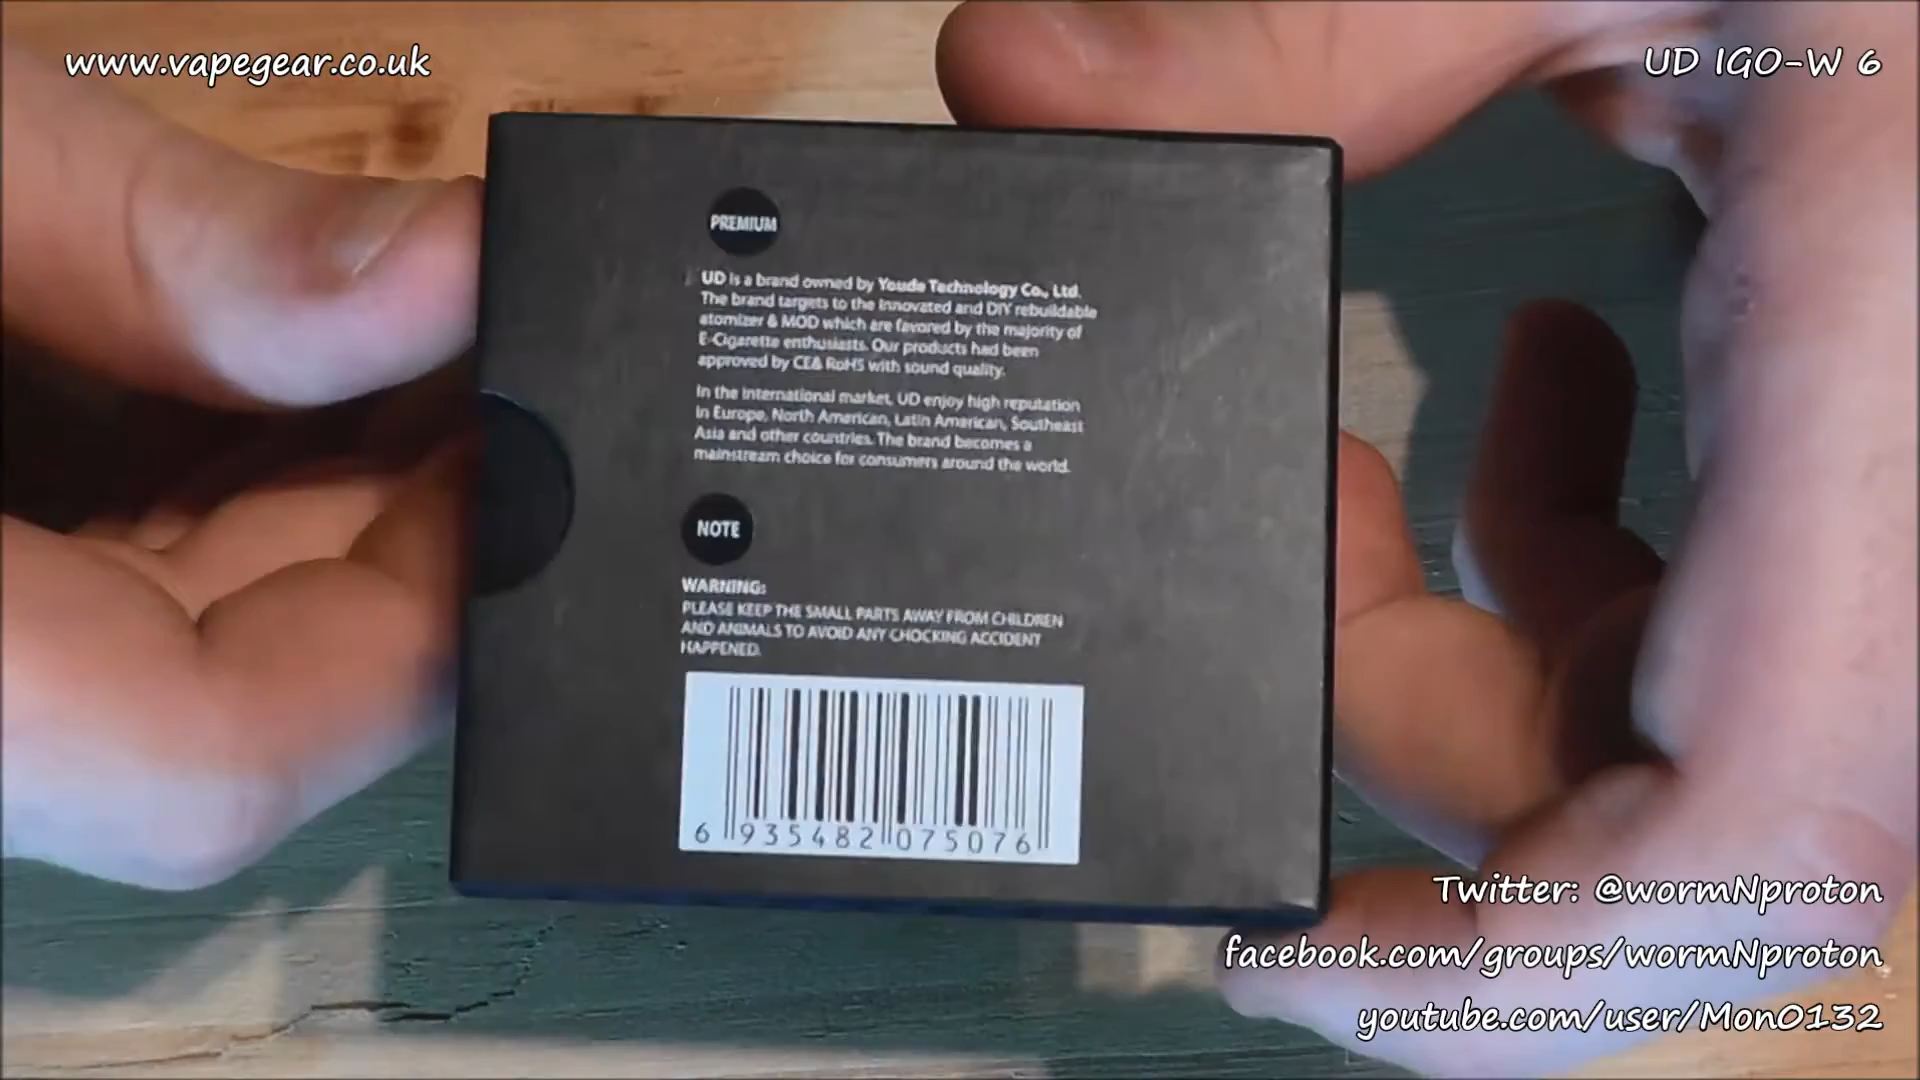 www.vapegear.co.uk
UD IGO-W 6
PREMIUM
UD is a brand owned by Youde Technology Co., Ltd.
The brand targets to the innovated and DIY rebuildable
atomizer & MOD which are favored by the majority of
E-Cigarette enthusiasts. Our products had been
approved by CE& RoHS with sound quality.
In the international market, UD enjoy high reputation
in Europe, North American, Latin American, Southeast
Asia and other countries. The brand becomes a
mainstream choice for consumers around the world.
NOTE
WARNING:
PLEASE KEEP THE SMALL PARTS AWAY FROM CHILDREN
AND ANIMALS TO AVOID ANY CHOCKING ACCIDENT
HAPPENED.
6 935482 075076
Twitter: @wormNproton
facebook.com/groups/wormNproton
youtube.com/user/Mon0132